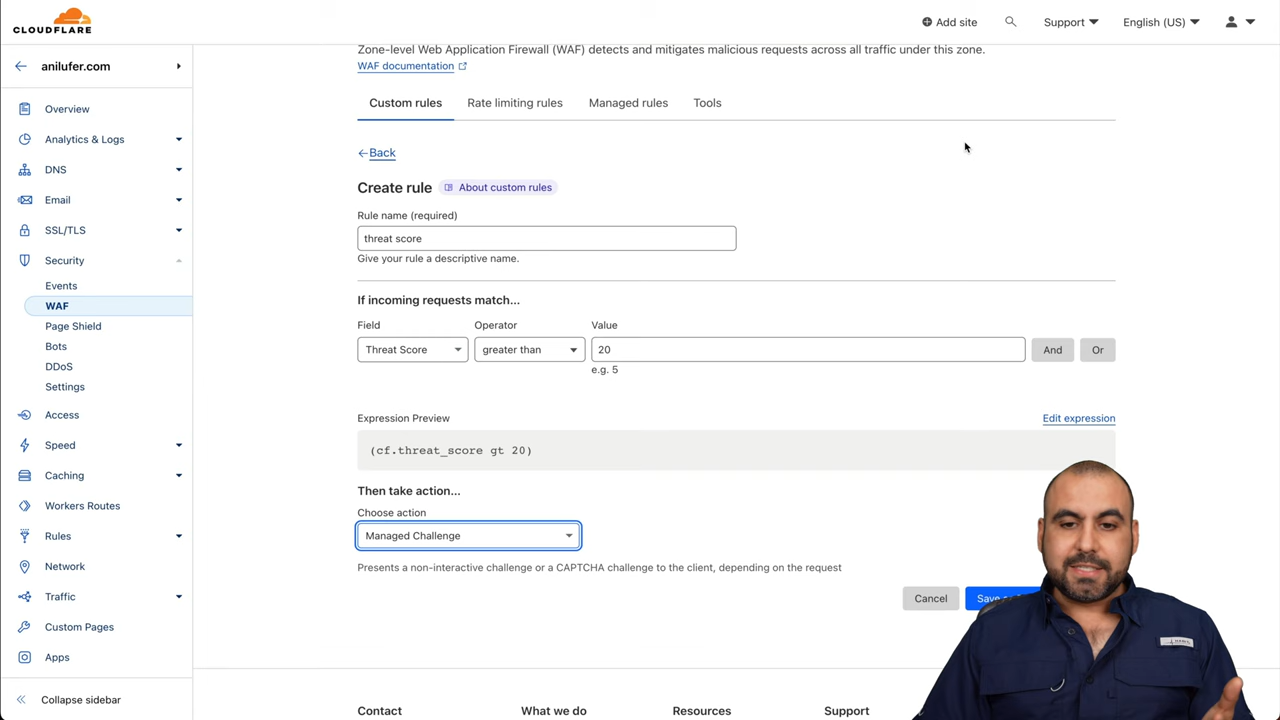 CLOUDFLARE
Add site
Support
English (US)
anilufer.com
Overview
Analytics & Logs
DNS
Email
SSL/TLS
Security
Events
WAF
Page Shield
Bots
DDoS
Settings
Access
Speed
Caching
Workers Routes
Rules
Network
Traffic
Custom Pages
Apps
Collapse sidebar
Zone-level Web Application Firewall (WAF) detects and mitigates malicious requests across all traffic under this zone.
WAF documentation
Custom rules Rate limiting rules Managed rules Tools
Back
Create rule About custom rules
Rule name (required)
threat score
Give your rule a descriptive name.
If incoming requests match...
Field Operator Value
Threat Score greater than 20 And Or
e.g. 5
Expression Preview Edit expression
(cf.threat_score gt 20)
Then take action...
Choose action
Managed Challenge
Presents a non-interactive challenge or a CAPTCHA challenge to the client, depending on the request
Cancel Save
Contact What we do Resources Support